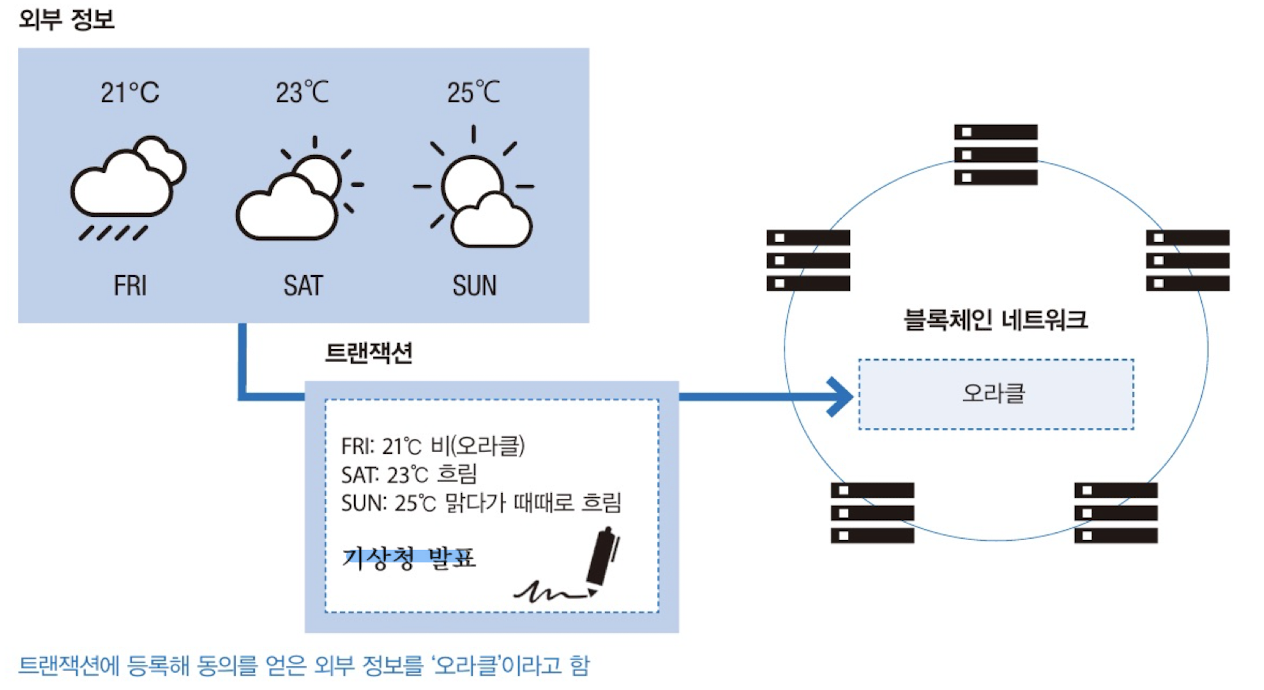 외부 정보
21°C 23℃ 25℃
FRI SAT SUN
트랜잭션
FRI: 21℃ 비(오라클)
SAT: 23℃ 흐림
SUN: 25℃ 맑다가 때때로 흐림
기상청 발표
블록체인 네트워크
오라클
트랜잭션에 등록해 동의를 얻은 외부 정보를 ‘오라클’이라고 함